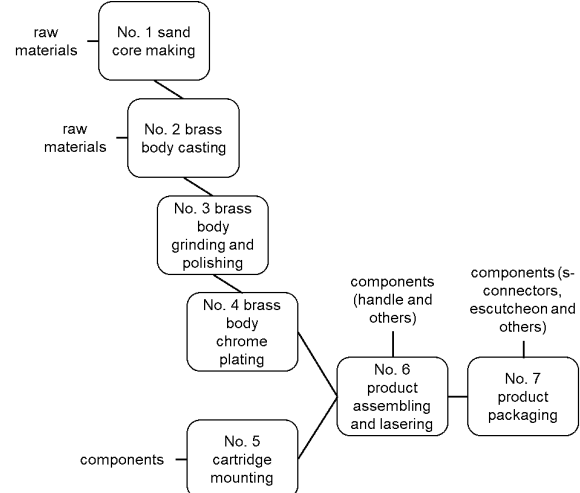 raw
materials
No. 1 sand
core making
raw
materials
No. 2 brass
body casting
No. 3 brass
body
grinding and
polishing
No. 4 brass
body
chrome
plating
components
(handle and
others)
components (s-
connectors,
escutcheon and
others)
No. 6
product
assembling
and lasering
No. 7
product
packaging
components
No. 5
cartridge
mounting